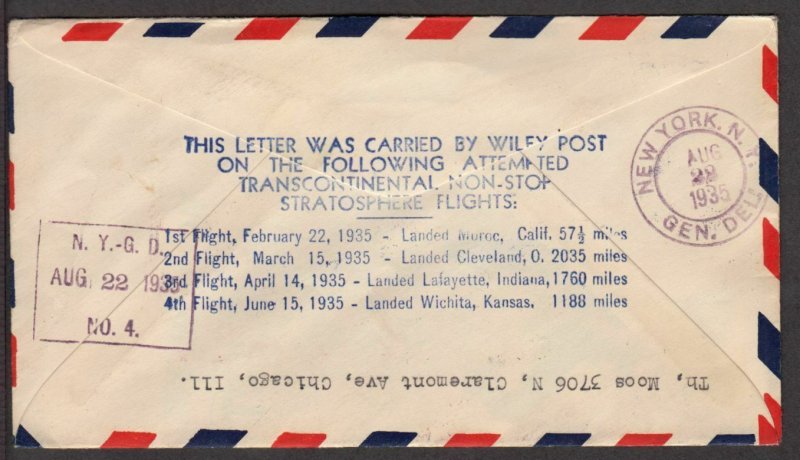 THIS LETTER WAS CARRIED BY WILEY POST
ON THE FOLLOWING ATTEMPTED
TRANSCONTINENTAL NON-STOP
STRATOSPHERE FLIGHTS:
NEW YORK, N.Y.
AUG
22
1935
GEN. DEL.
N. Y.-G. D.
AUG 22 1935
NO. 4.
1st Flight, February 22, 1935 - Landed Muroc, Calif. 57½ miles
2nd Flight, March 15, 1935 - Landed Cleveland, O. 2035 miles
3rd Flight, April 14, 1935 - Landed Lafayette, Indiana, 1760 miles
4th Flight, June 15, 1935 - Landed Wichita, Kansas. 1188 miles
Th, Moos 3706 N, Claremont Ave, Chicago, Ill.